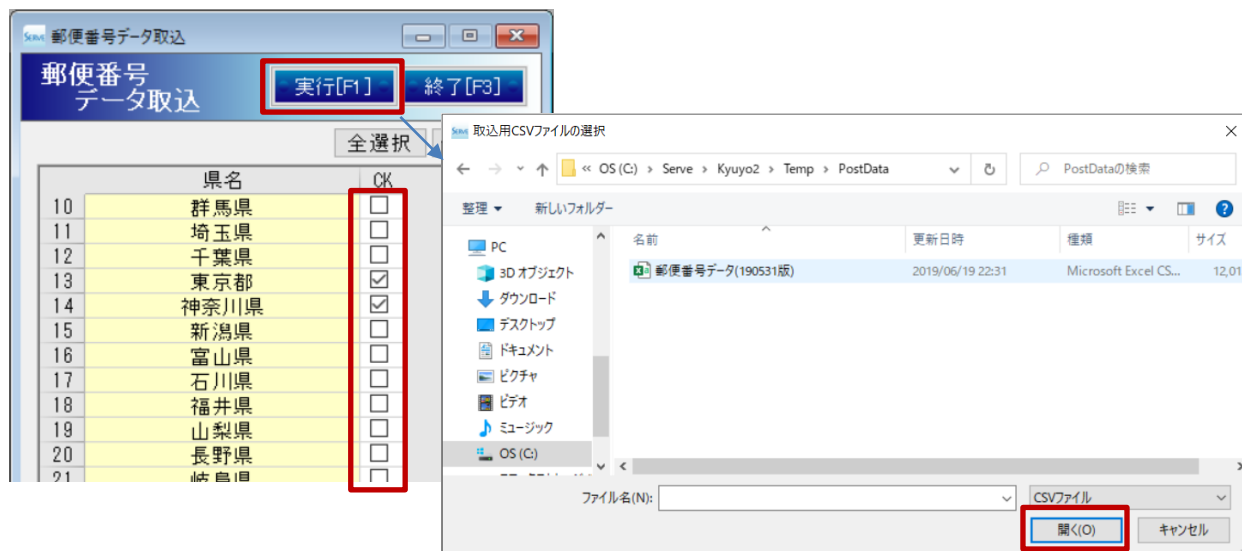 Serve 郵便番号データ取込
郵便番号
データ取込
実行[F1]
終了[F3]
全選択
県名 CK
10 群馬県
11 埼玉県
12 千葉県
13 東京都
14 神奈川県
15 新潟県
16 富山県
17 石川県
18 福井県
19 山梨県
20 長野県
21 岐阜県
Serve 取込用CSVファイルの選択
« OS (C:) › Serve › Kyuyo2 › Temp › PostData
PostDataの検索
整理 新しいフォルダー
名前 更新日時 種類 サイズ
郵便番号データ(190531版) 2019/06/19 22:31 Microsoft Excel CS... 12,01
PC
3D オブジェクト
ダウンロード
デスクトップ
ドキュメント
ピクチャ
ビデオ
ミュージック
OS (C:)
ファイル名(N):
CSVファイル
開く(O)
キャンセル